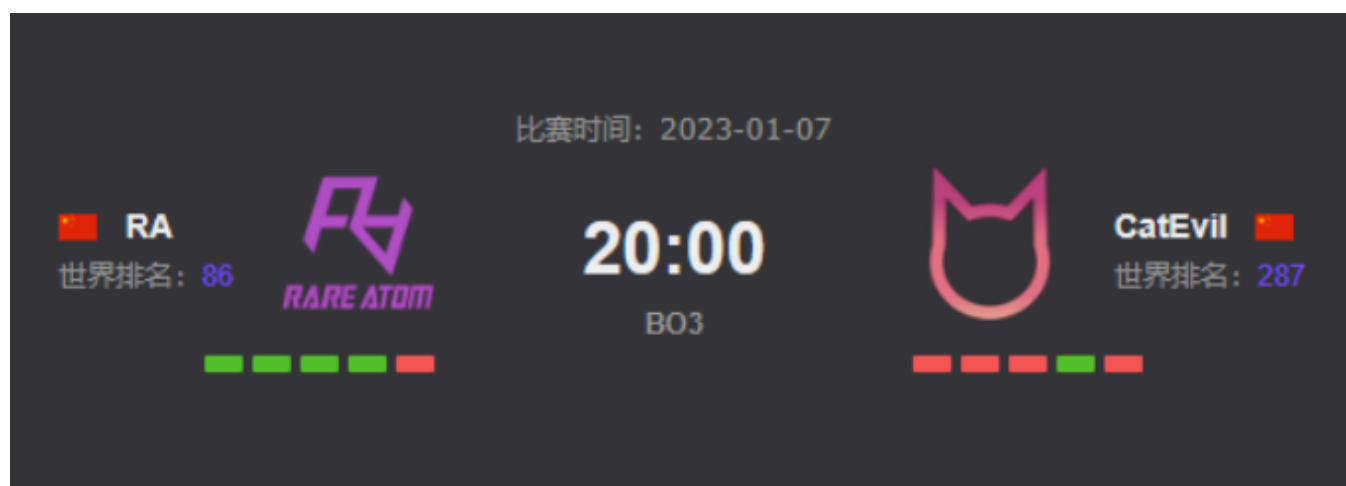 比赛时间：2023-01-07
RA
世界排名：86
RARE ATOM
20:00
BO3
CatEvil
世界排名：287